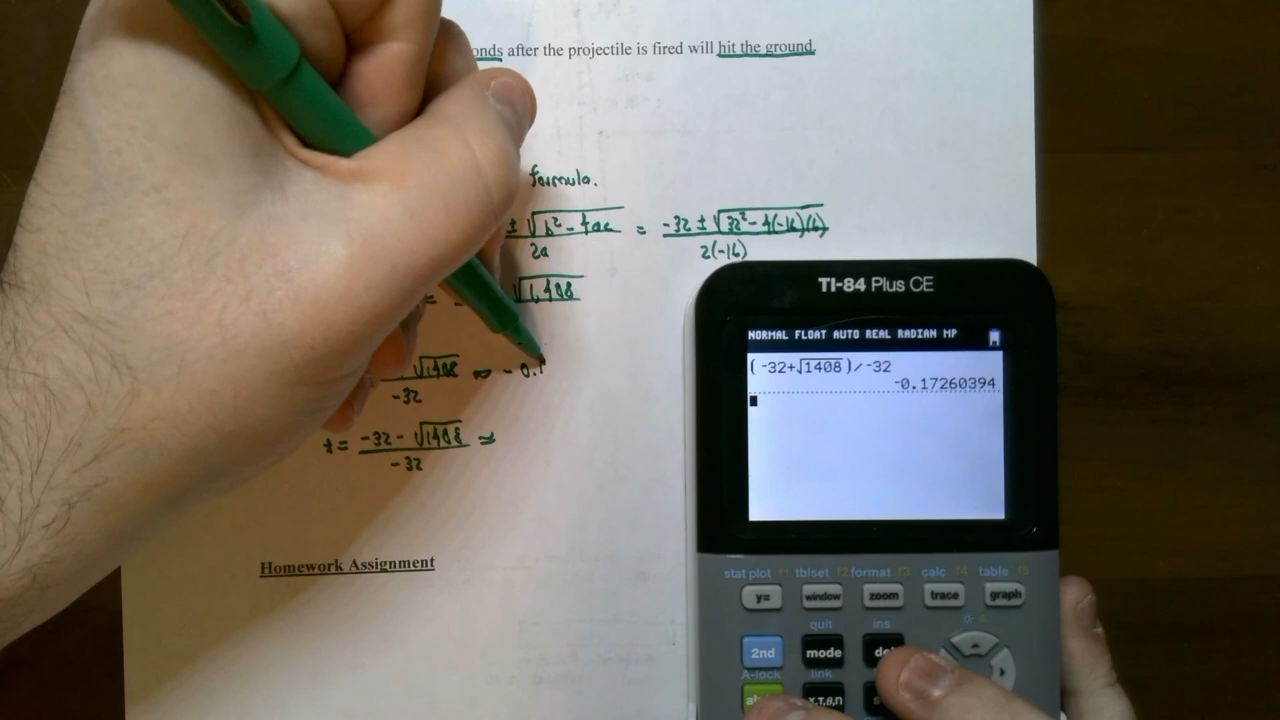 onds after the projectile is fired will hit the ground.
formula.
± √b² - 4ac / 2a = -32 ± √32² - 4(-16)(6) / 2(-16)
= √1,408
√1408 / -32 ≈ - 0.1
t = -32 - √1408 / -32 ≈
Homework Assignment
TI-84 Plus CE
NORMAL FLOAT AUTO REAL RADIAN MP
(-32+√1408)/-32
-0.17260394
stat plot f1 tblset f2 format f3 calc f4 table f5
y= window zoom trace graph
quit ins
2nd mode del
A-lock link
X,T,θ,n